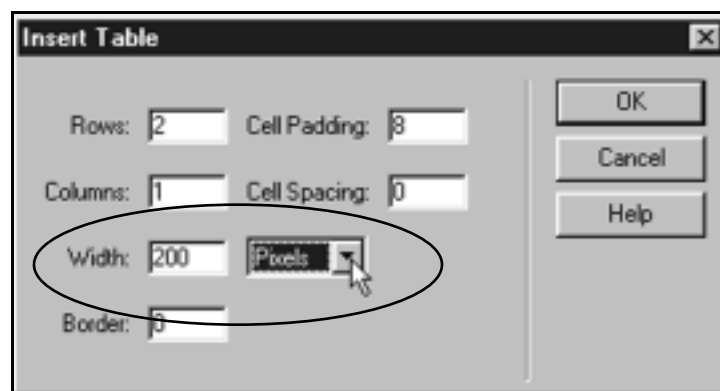 Insert Table
Rows: 2 Cell Padding: 8 OK
Cancel
Columns: 1 Cell Spacing: 0
Help
Width: 200 Pixels
Border: 0